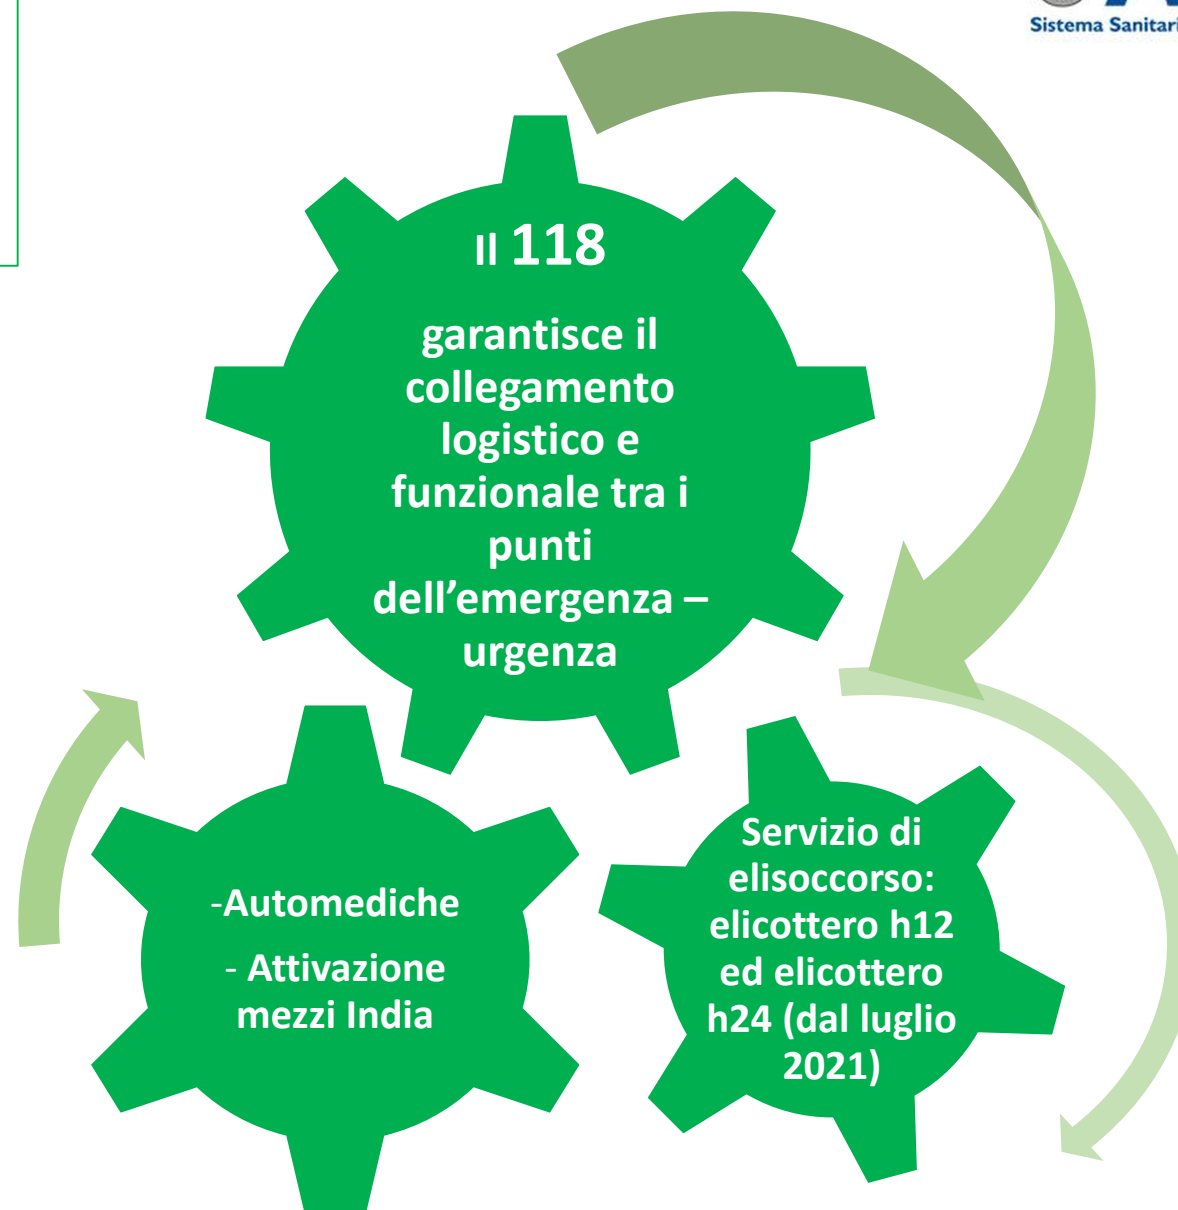 Sistema Sanitari
Il 118
garantisce il
collegamento
logistico e
funzionale tra i
punti
dell’emergenza –
urgenza
-Automediche
- Attivazione
mezzi India
Servizio di
elisoccorso:
elicottero h12
ed elicottero
h24 (dal luglio
2021)